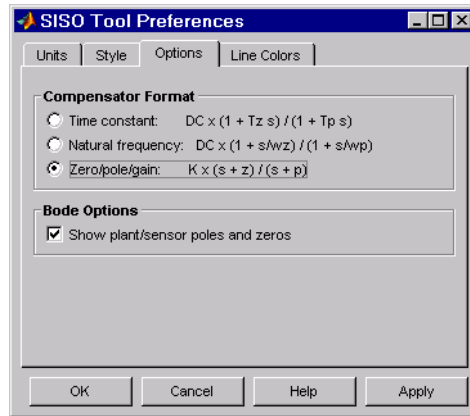 SISO Tool Preferences
Units Style Options Line Colors
Compensator Format
Time constant: DC x (1 + Tz s) / (1 + Tp s)
Natural frequency: DC x (1 + s/wz) / (1 + s/wp)
Zero/pole/gain: K x (s + z) / (s + p)
Bode Options
Show plant/sensor poles and zeros
OK Cancel Help Apply